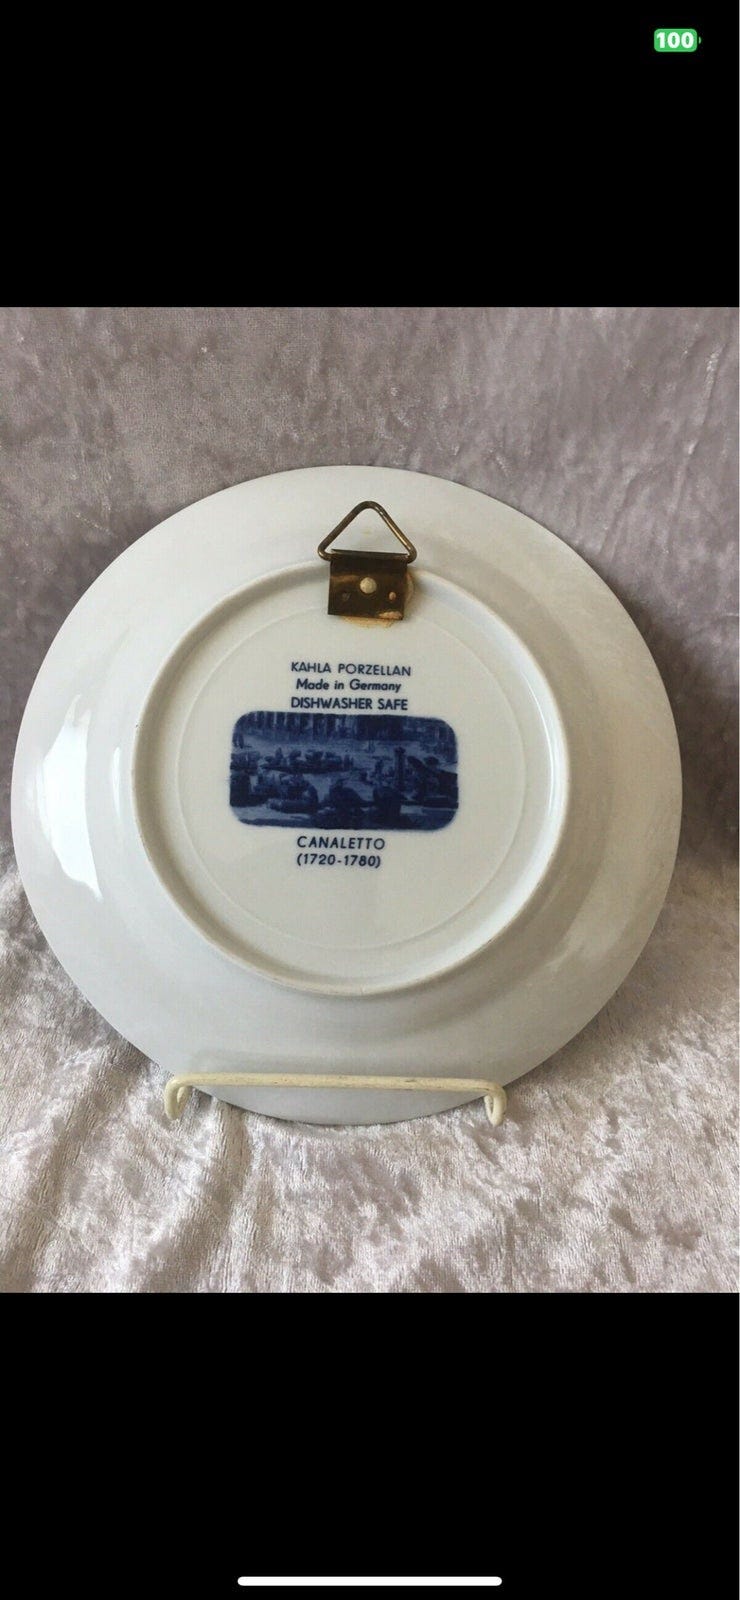 100
KAHLA PORZELLAN
Made in Germany
DISHWASHER SAFE
CANALETTO
(1720-1780)